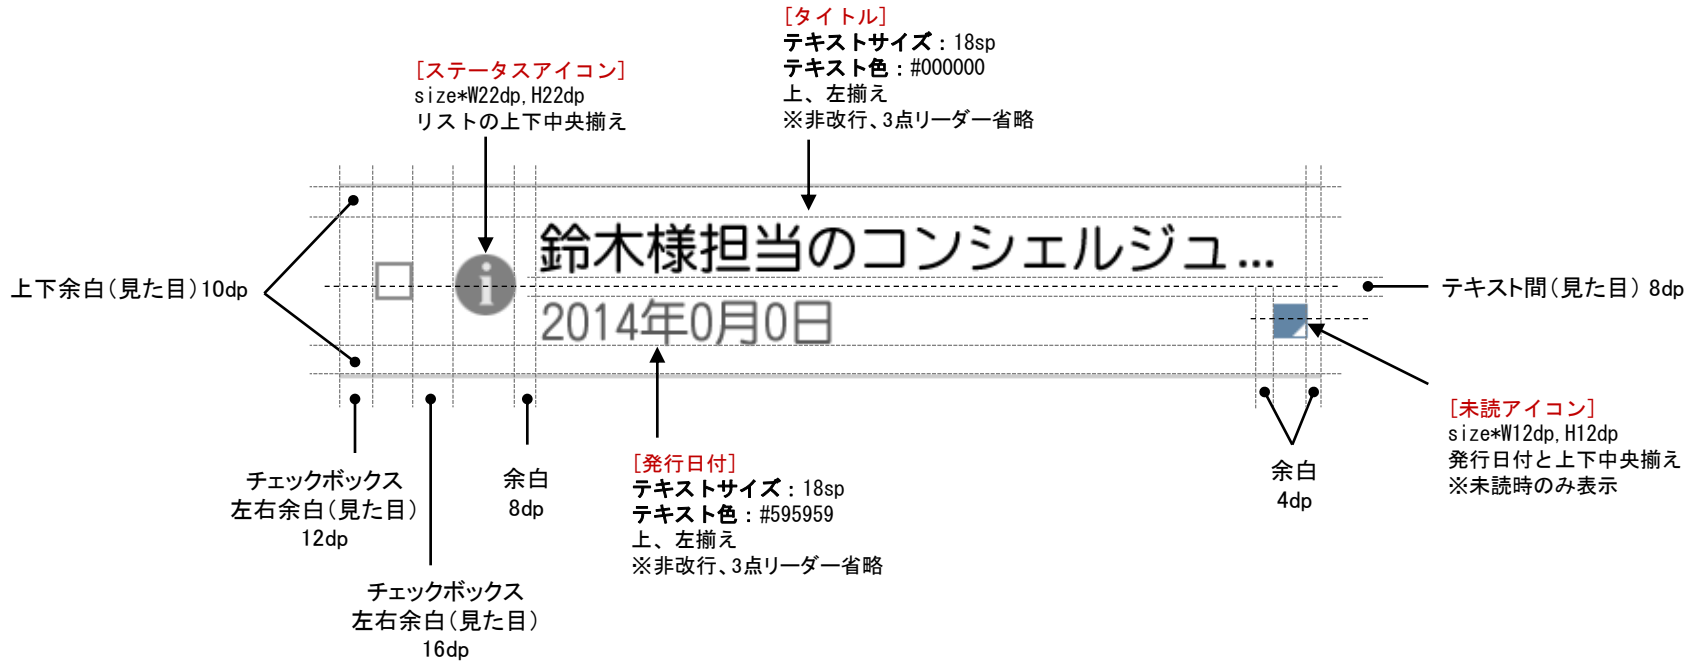 [タイトル]
テキストサイズ：18sp
テキスト色：#000000
上、左揃え
※非改行、3点リーダー省略
[ステータスアイコン]
size*W22dp,H22dp
リストの上下中央揃え
鈴木様担当のコンシェルジュ...
i
2014年0月0日
上下余白(見た目)10dp
テキスト間(見た目) 8dp
[未読アイコン]
size*W12dp,H12dp
発行日付と上下中央揃え
※未読時のみ表示
チェックボックス
左右余白(見た目)
12dp
余白
8dp
[発行日付]
テキストサイズ：18sp
テキスト色：#595959
上、左揃え
※非改行、3点リーダー省略
余白
4dp
チェックボックス
左右余白(見た目)
16dp